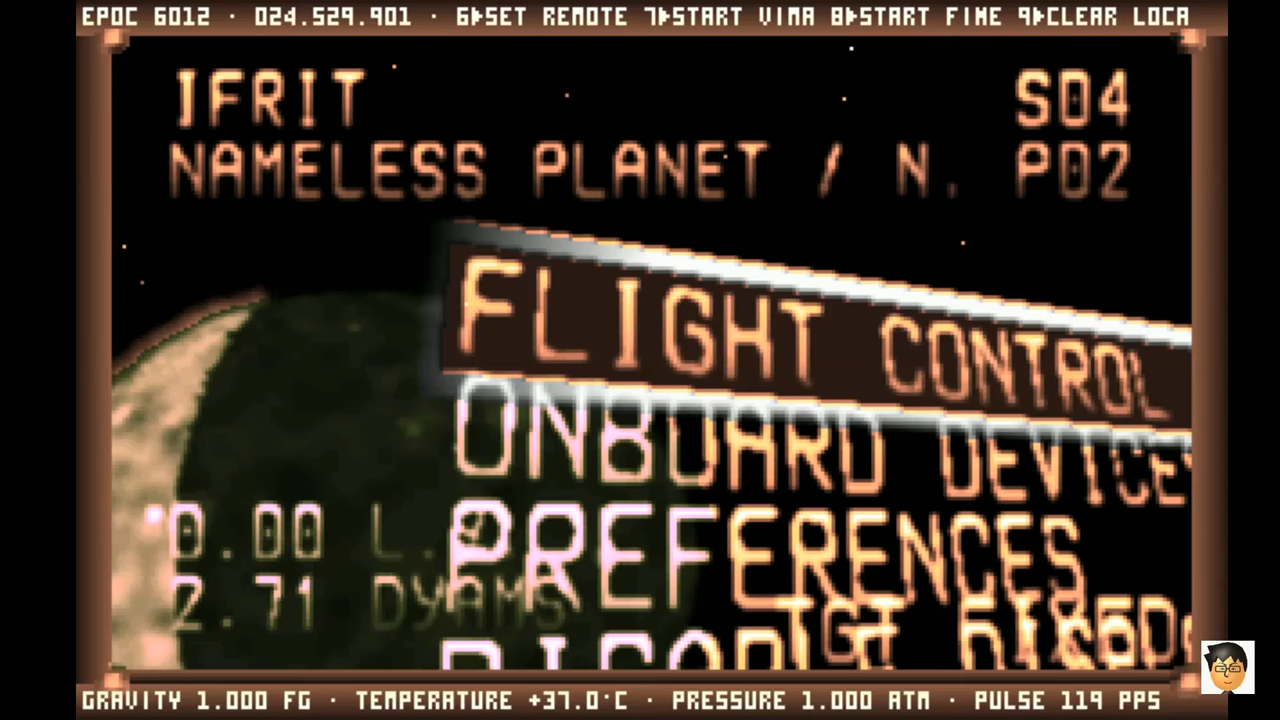 EPOC 6012 · 024.529.901 · 6▸SET REMOTE 7▸START VIMA 8▸START FINE 9▸CLEAR LOCA
IFRIT S04
NAMELESS PLANET / N. P02
FLIGHT CONTROL
ONBOARD DEVICES
0.00 L.Y.
PREFERENCES
2.71 DYAMS
GRAVITY 1.000 FG · TEMPERATURE +37.0°C · PRESSURE 1.000 ATM · PULSE 119 PPS